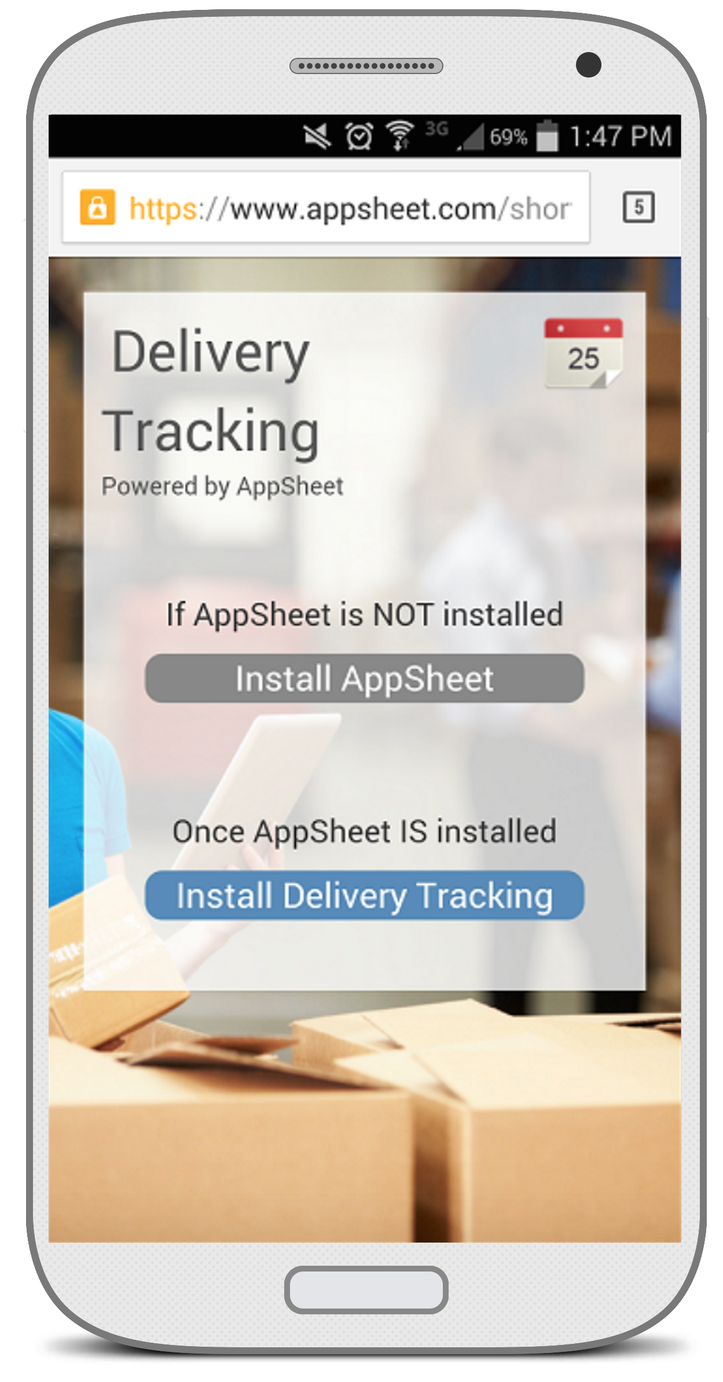 3G 69% 1:47 PM
https://www.appsheet.com/shor
5
Delivery
25
Tracking
Powered by AppSheet
If AppSheet is NOT installed
Install AppSheet
Once AppSheet IS installed
Install Delivery Tracking